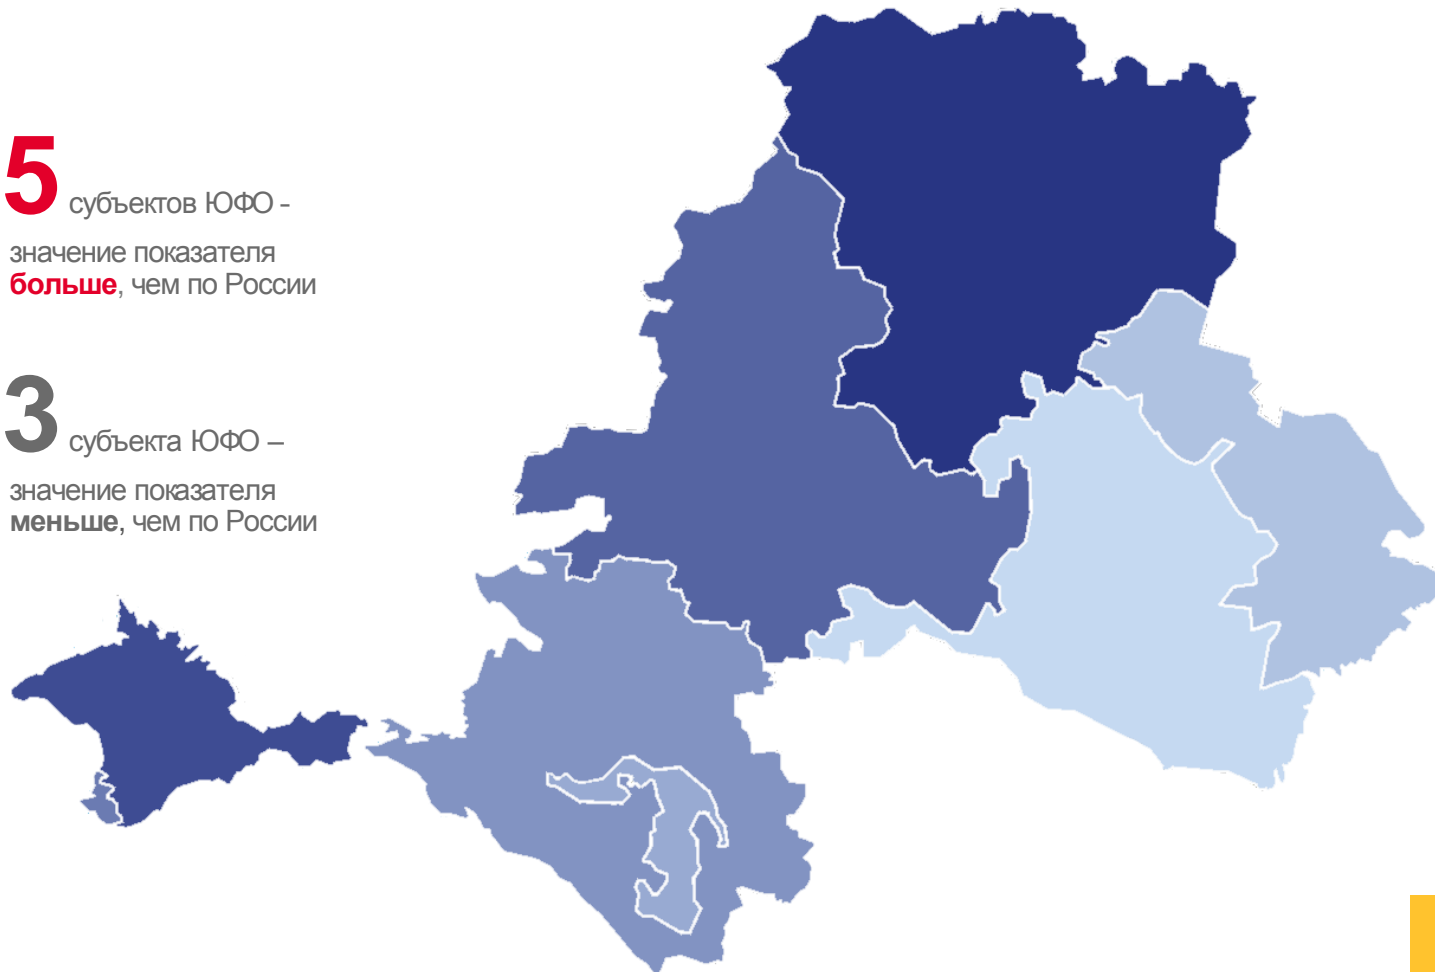 5 субъектов ЮФО -
значение показателя
больше, чем по России
3 субъекта ЮФО –
значение показателя
меньше, чем по России